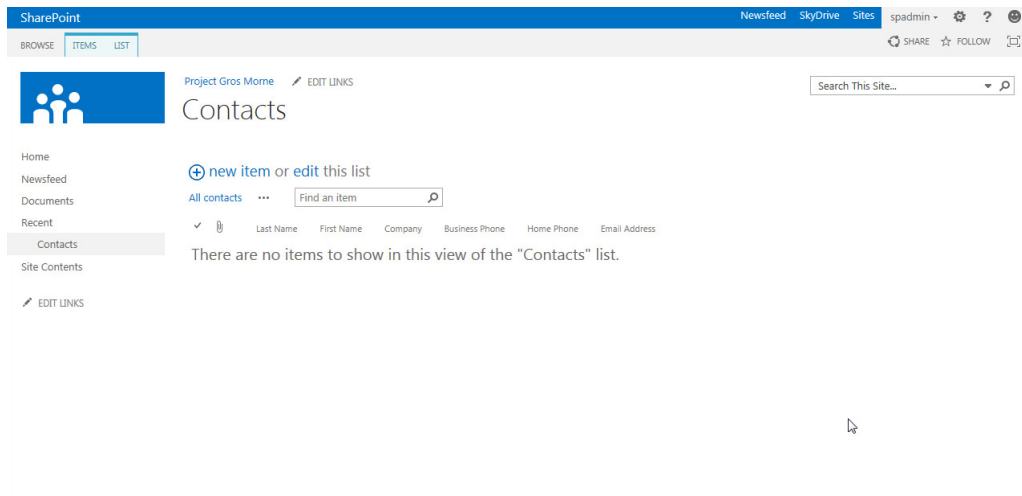 SharePoint Newsfeed SkyDrive Sites spadmin ?
BROWSE ITEMS LIST SHARE FOLLOW
Project Gros Morne EDIT LINKS
Search This Site...
Contacts
Home
Newsfeed
Documents
Recent
Contacts
Site Contents
EDIT LINKS
new item or edit this list
All contacts ••• Find an item
Last Name First Name Company Business Phone Home Phone Email Address
There are no items to show in this view of the "Contacts" list.